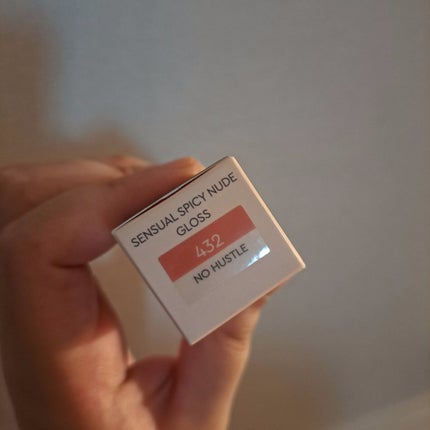 SENSUAL SPICY NUDE
GLOSS
432
NO HUSTLE